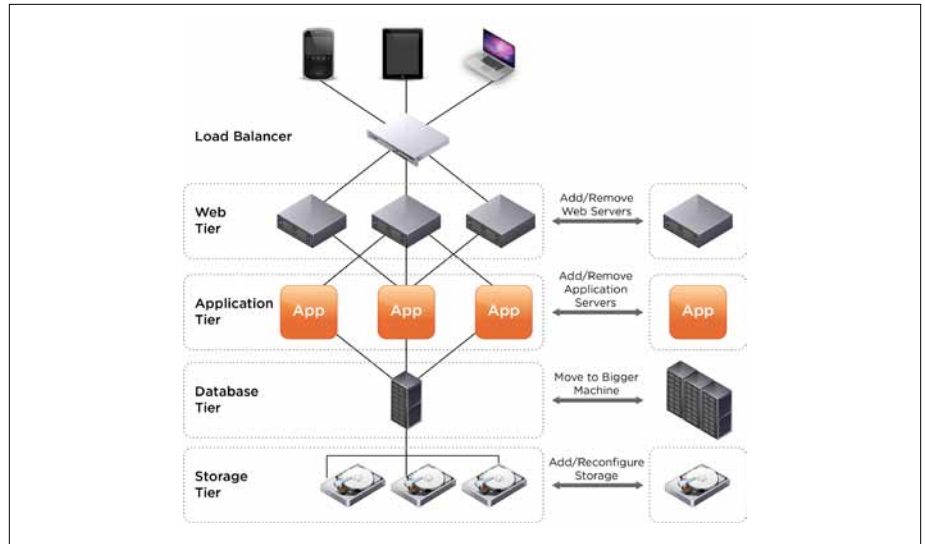 Load Balancer
Web
Tier
Add/Remove
Web Servers
Application
Tier
App
App
App
Add/Remove
Application
Servers
App
Database
Tier
Move to Bigger
Machine
Storage
Tier
Add/Reconfigure
Storage